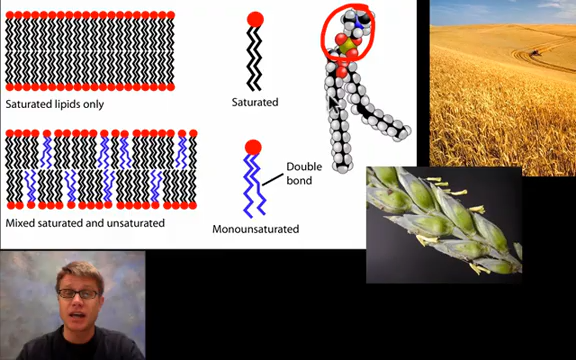 Saturated lipids only
Saturated
Double
bond
Mixed saturated and unsaturated
Monounsaturated